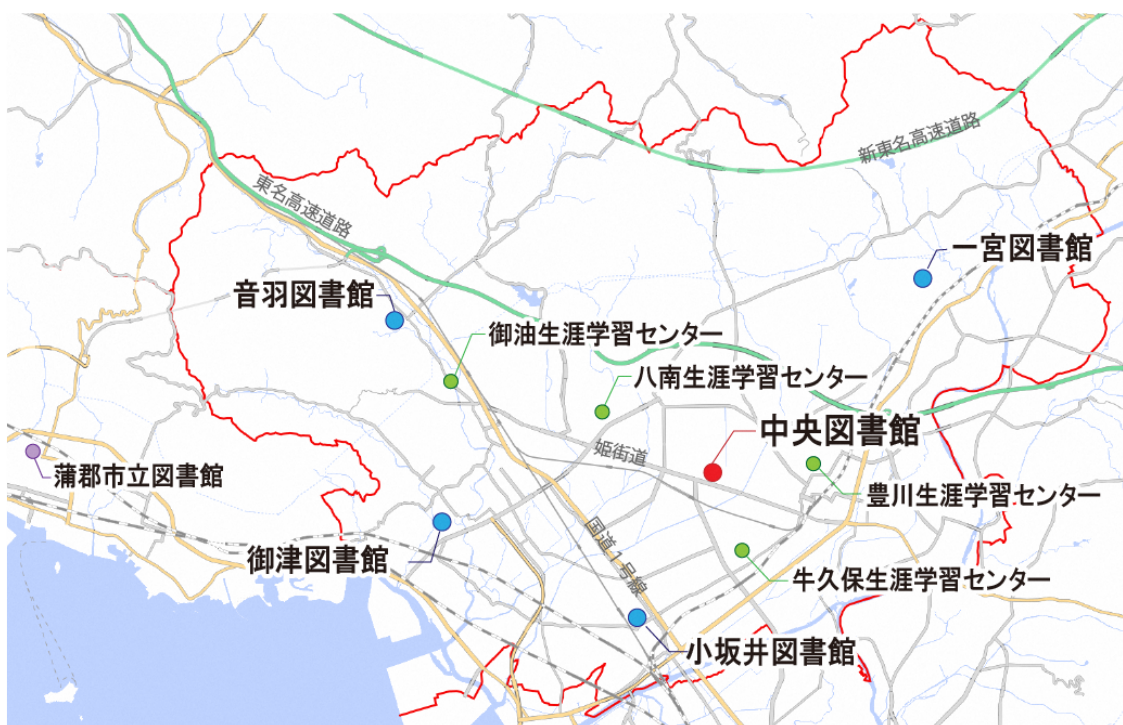 新東名高速道路
東名高速道路
一宮図書館
音羽図書館
御油生涯学習センター
八南生涯学習センター
中央図書館
姫街道
蒲郡市立図書館
豊川生涯学習センター
国道1号線
御津図書館
牛久保生涯学習センター
小坂井図書館